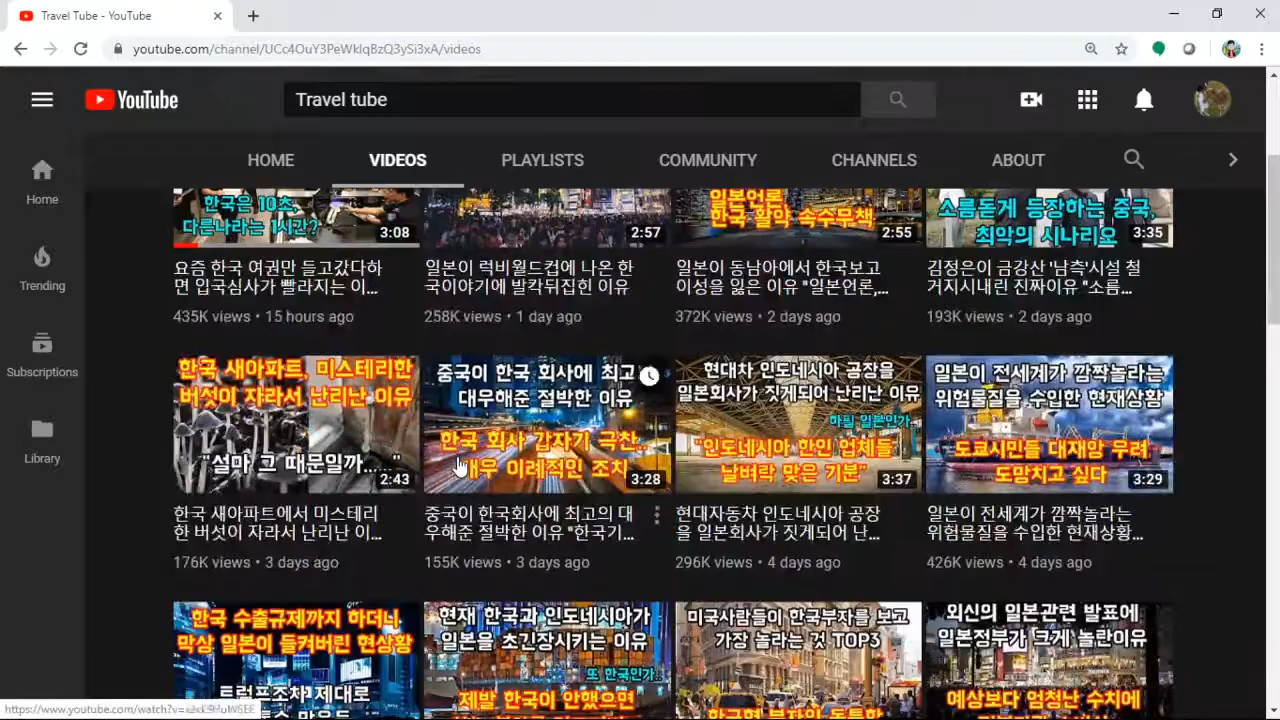 Travel Tube - YouTube
youtube.com/channel/UCc4OuY3PeWklqBzQ3ySi3xA/videos
YouTube
Travel tube
HOME
VIDEOS
PLAYLISTS
COMMUNITY
CHANNELS
ABOUT
Home
Trending
Subscriptions
Library
한국은 10초,
다른나라는 1시간?
3:08
2:57
일본언론,
한국 활약 속수무책
2:55
소름돋게 등장하는 중국,
최악의 시나리오
3:35
요즘 한국 여권만 들고갔다하
면 입국심사가 빨라지는 이...
435K views • 15 hours ago
일본이 럭비월드컵에 나온 한
국이야기에 발칵뒤집힌 이유
258K views • 1 day ago
일본이 동남아에서 한국보고
이성을 잃은 이유 "일본언론,...
372K views • 2 days ago
김정은이 금강산 '남측'시설 철
거지시내린 진짜이유 "소름...
193K views • 2 days ago
한국 새아파트, 미스테리한
버섯이 자라서 난리난 이유
"설마 그 때문일까....."
2:43
중국이 한국 회사에 최고
대우해준 절박한 이유
한국 회사 갑자기 극찬..
매우 이례적인 조치
3:28
현대차 인도네시아 공장을
일본회사가 짓게되어 난리난 이유
하필 일본인가..
"인도네시아 한인 업체들
날벼락 맞은 기분"
3:37
일본이 전세계가 깜짝놀라는
위험물질을 수입한 현재상황
도쿄시민들 대재앙 우려
도망치고 싶다
3:29
한국 새아파트에서 미스테리
한 버섯이 자라서 난리난 이...
176K views • 3 days ago
중국이 한국회사에 최고의 대
우해준 절박한 이유 "한국기...
155K views • 3 days ago
현대자동차 인도네시아 공장
을 일본회사가 짓게되어 난...
296K views • 4 days ago
일본이 전세계가 깜짝놀라는
위험물질을 수입한 현재상황...
426K views • 4 days ago
한국 수출규제까지 하더니
막상 일본이 들켜버린 현상황
트럼프조차 제대로
현재 한국과 인도네시아가
일본을 초긴장시키는 이유
또 한국인가..
제발 한국이 안했으면
미국사람들이 한국부자를 보고
가장 놀라는 것 TOP3
외신의 일본관련 발표에
일본정부가 '크게' 놀란이유
예상보다 엄청난 수치에
https://www.youtube.com/watch?v=